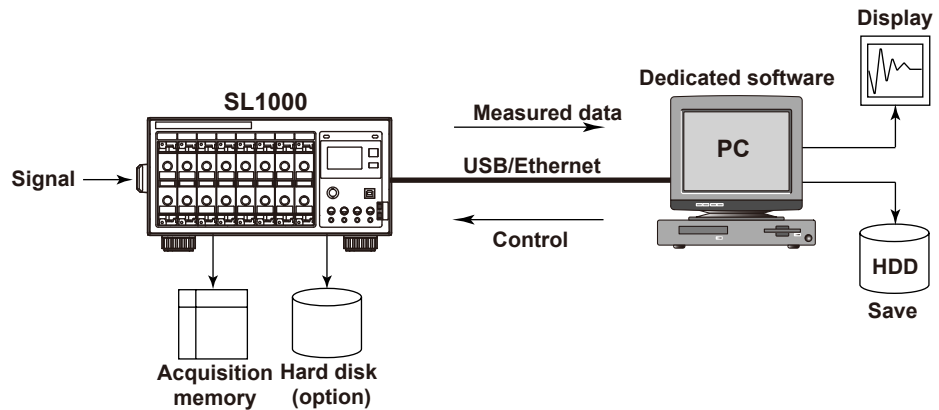 Display
Dedicated software
SL1000
Measured data
PC
Signal
USB/Ethernet
Control
HDD
Save
Acquisition
memory
Hard disk
(option)